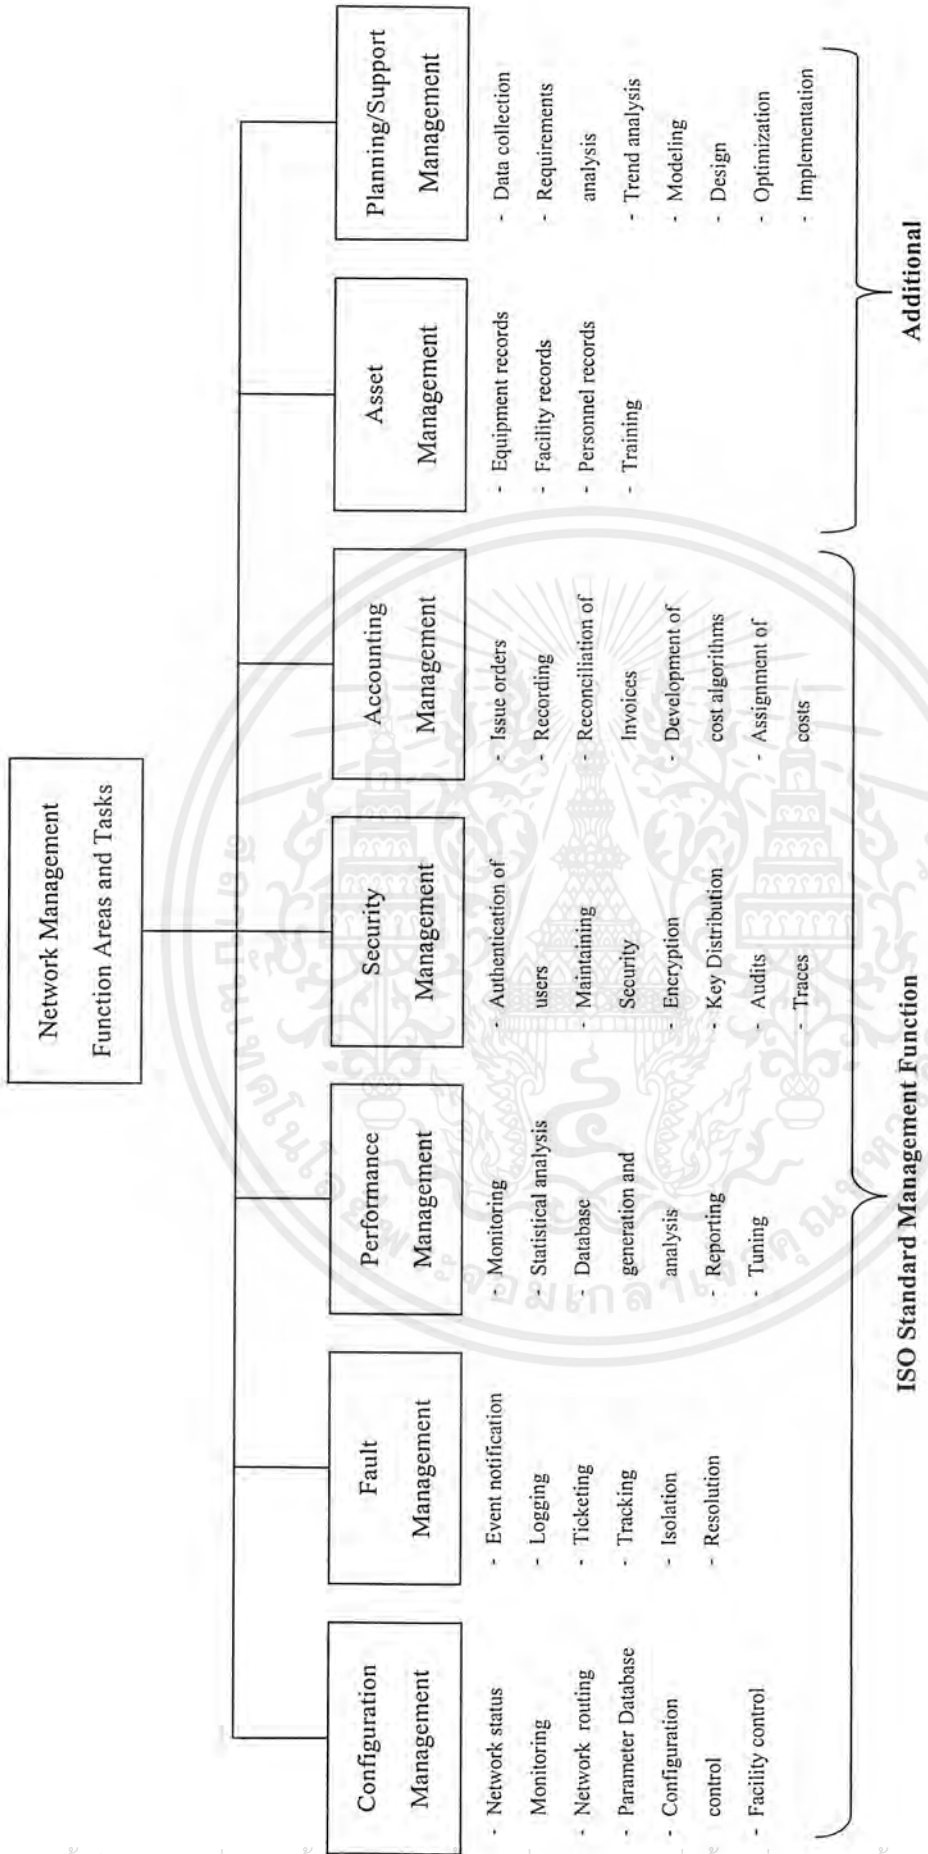 Network Management
Function Areas and Tasks
Configuration
Management
- Network status
Monitoring
- Network routing
- Parameter Database
- Configuration
control
- Facility control
Fault
Management
- Event notification
- Logging
- Ticketing
- Tracking
- Isolation
- Resolution
Performance
Management
- Monitoring
- Statistical analysis
- Database
generation and
analysis
- Reporting
- Tuning
Security
Management
- Authentication of
users
- Maintaining
Security
- Encryption
- Key Distribution
- Audits
- Traces
Accounting
Management
- Issue orders
- Recording
- Reconciliation of
Invoices
- Development of
cost algorithms
- Assignment of
costs
Asset
Management
- Equipment records
- Facility records
- Personnel records
- Training
Planning/Support
Management
- Data collection
- Requirements
analysis
- Trend analysis
- Modeling
- Design
- Optimization
- Implementation
ISO Standard Management Function
Additional